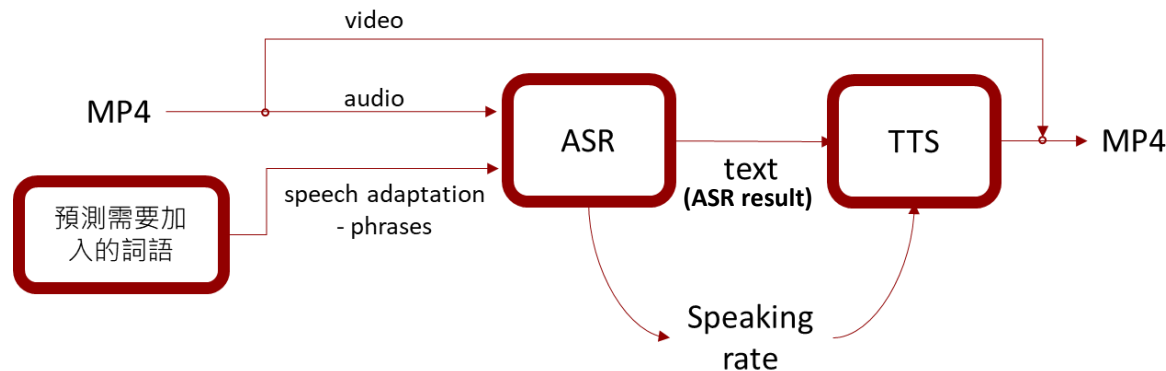 video
MP4
audio
ASR
TTS
MP4
text
(ASR result)
speech adaptation
- phrases
預測需要加
入的詞語
Speaking
rate